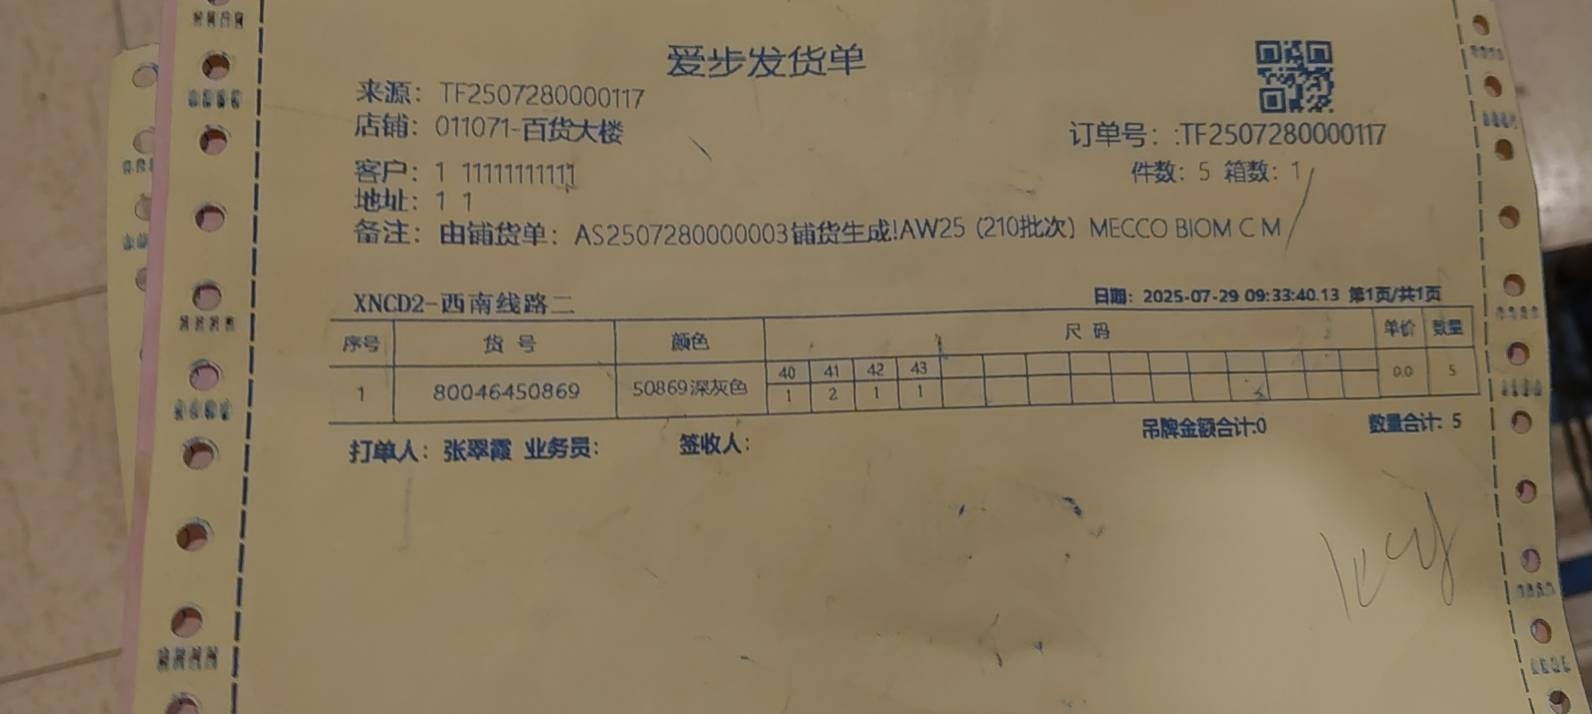 爱步发货单
来源：TF2507280000117
店铺：011071-百货大楼
订单号：:TF2507280000117
客户：1 11111111111
件数：5 箱数：1
地址：1 1
备注：由铺货单：AS2507280000003铺货生成!AW25（210批次）MECCO BIOM C M
XNCD2-西南线路二
日期：2025-07-29 09:33:40.13 第1页/共1页
序号 货号 颜色 尺码 单价 数量
40 41 42 43
1 80046450869 50869深灰色 1 2 1 1 0.0 5
吊牌金额合计:0 数量合计: 5
打单人：张翠霞 业务员: 签收人: